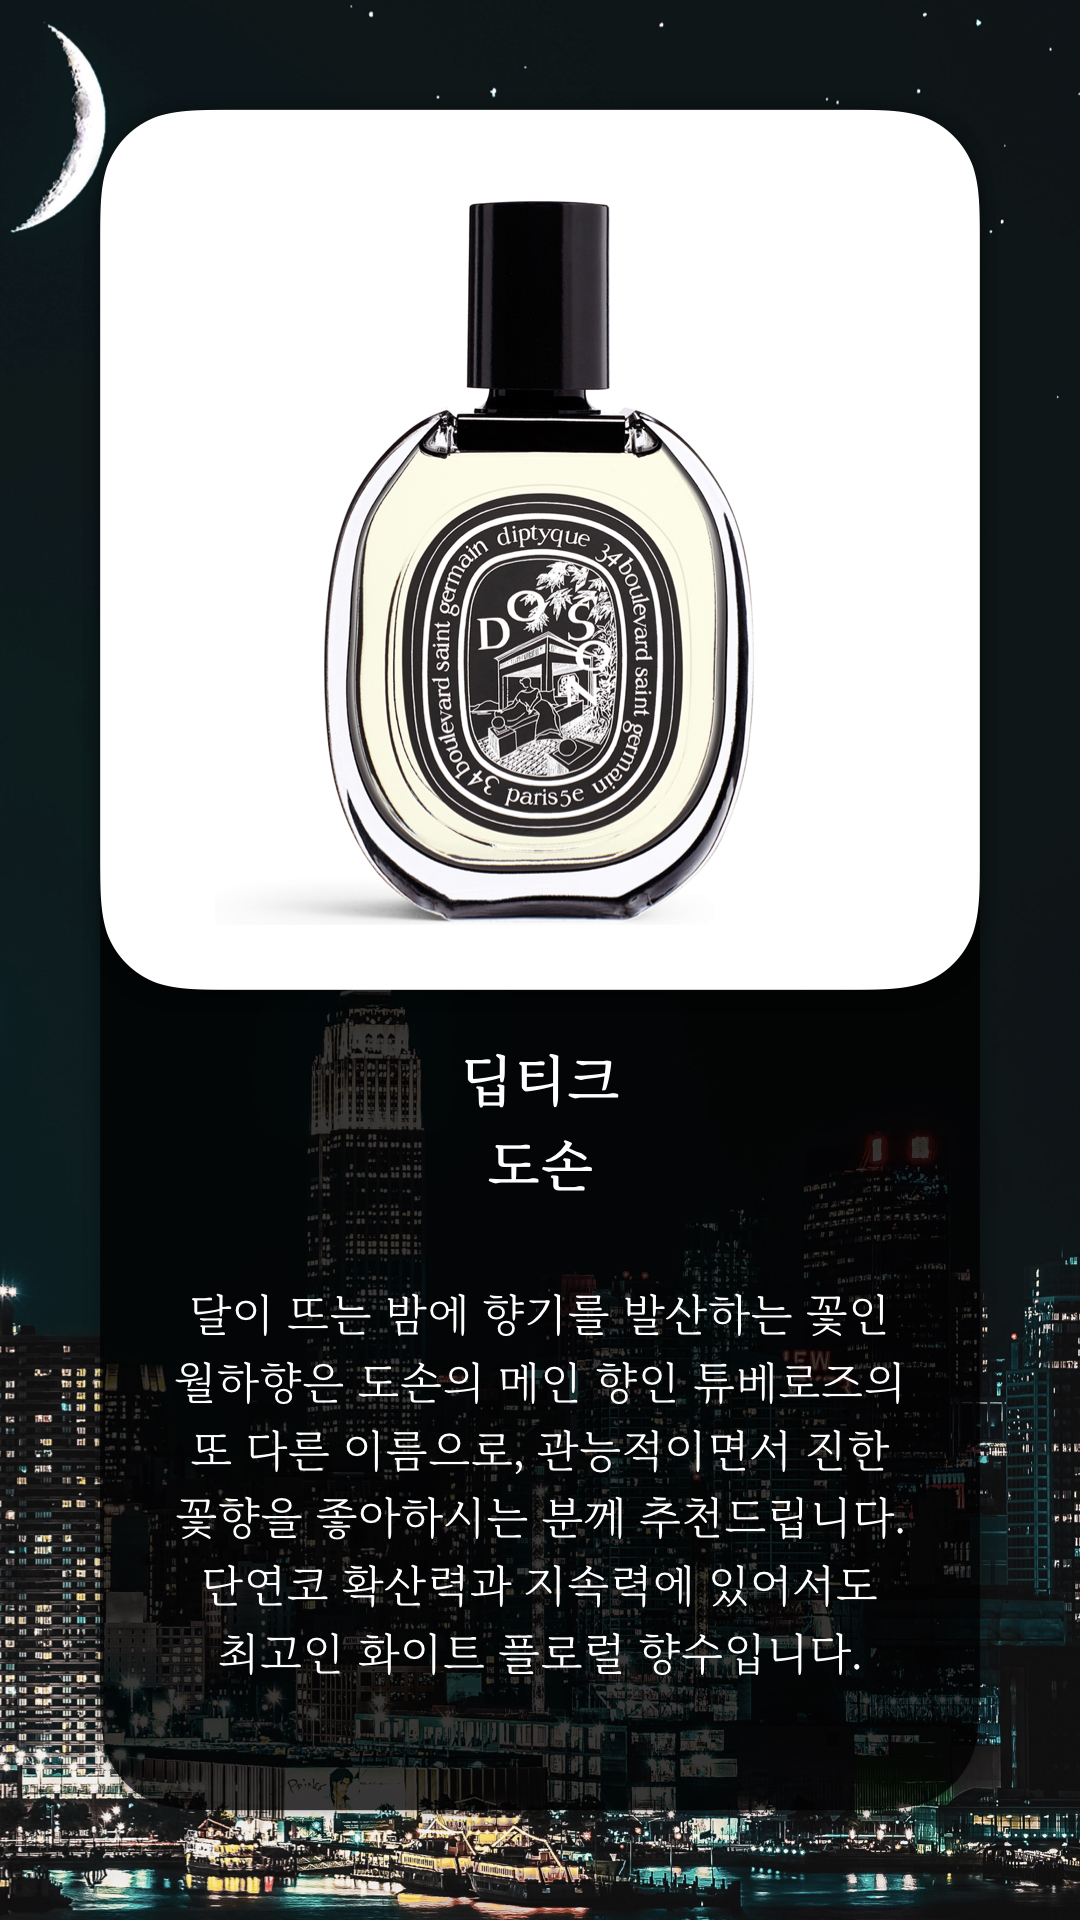 diptyque 34 boulevard saint germain paris5e 34 boulevard saint germain
DO SON
딥티크
도손
달이 뜨는 밤에 향기를 발산하는 꽃인
월하향은 도손의 메인 향인 튜베로즈의
또 다른 이름으로, 관능적이면서 진한
꽃향을 좋아하시는 분께 추천드립니다.
단연코 확산력과 지속력에 있어서도
최고인 화이트 플로럴 향수입니다.